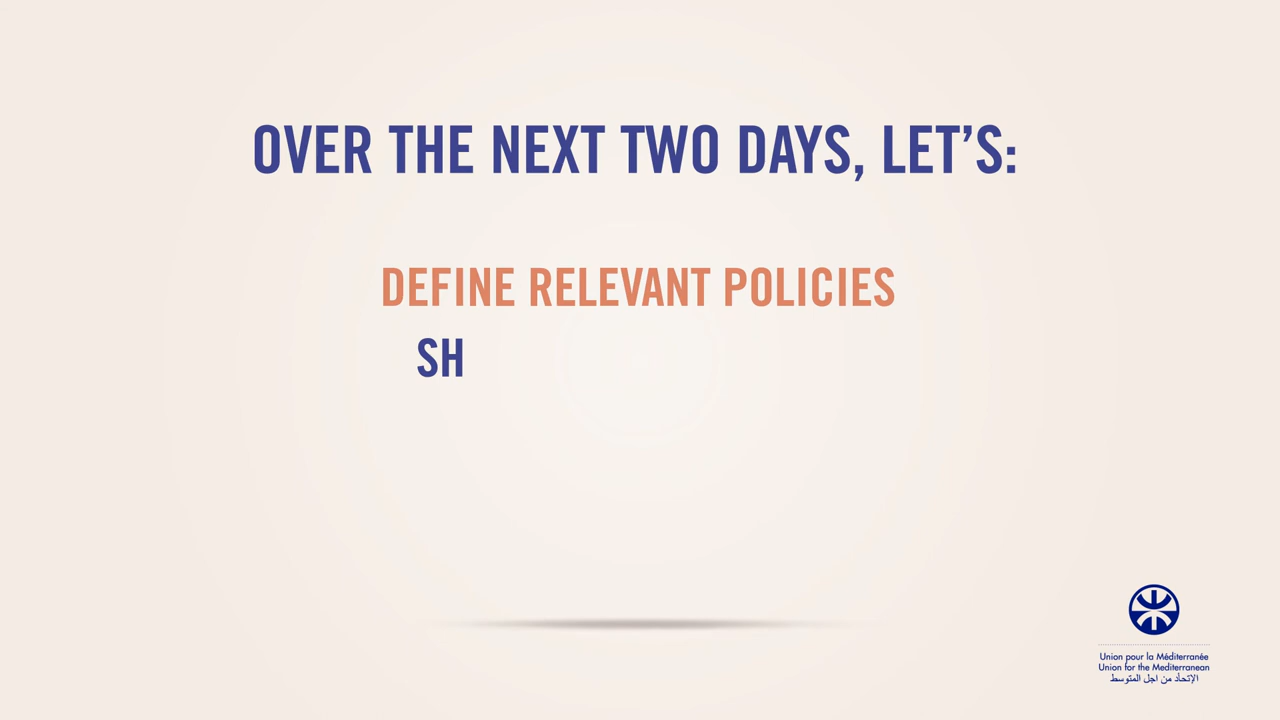 OVER THE NEXT TWO DAYS, LET’S:
DEFINE RELEVANT POLICIES
SH
Union pour la Méditerranée
Union for the Mediterranean
الإتحاد من اجل المتوسط